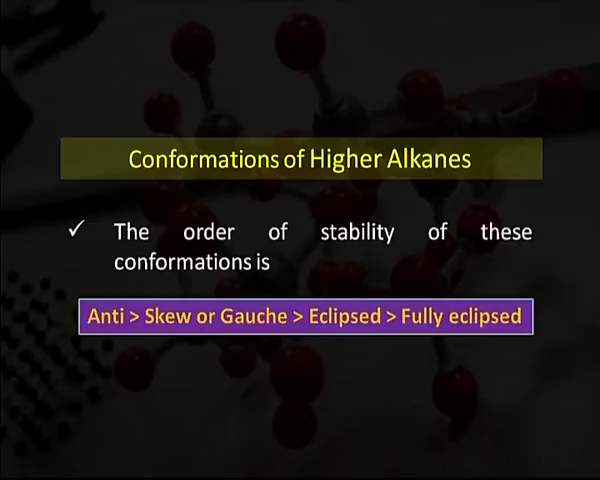 Conformations of Higher Alkanes
✓ The order of stability of these
conformations is
Anti > Skew or Gauche > Eclipsed > Fully eclipsed